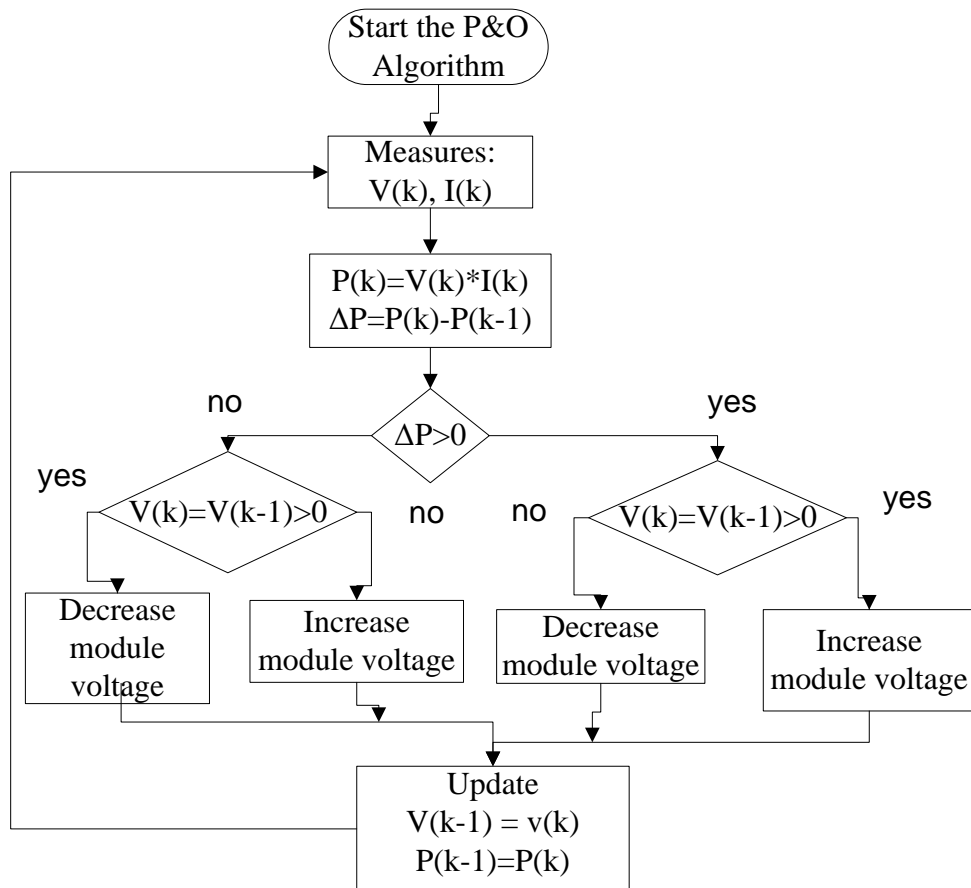 Start the P&O
Algorithm
Measures:
V(k), I(k)
P(k)=V(k)*I(k)
ΔP=P(k)-P(k-1)
no
yes
ΔP>0
yes
V(k)=V(k-1)>0
no
no
V(k)=V(k-1)>0
yes
Decrease
module
voltage
Increase
module voltage
Decrease
module voltage
Increase
module voltage
Update
V(k-1) = v(k)
P(k-1)=P(k)